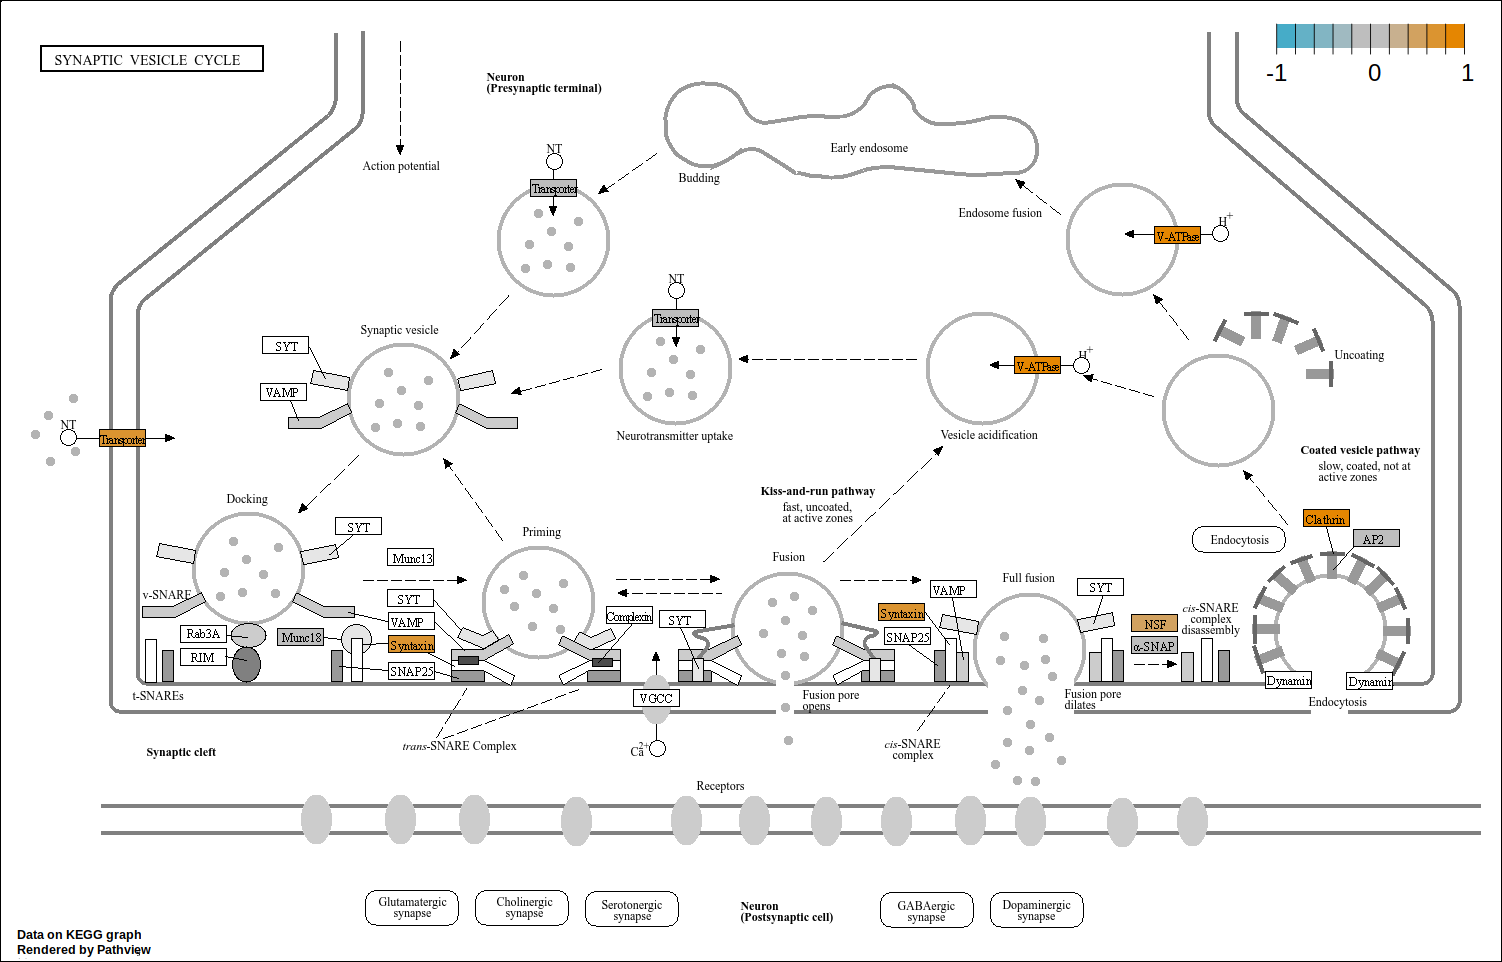 SYNAPTIC VESICLE CYCLE
-1
0
1
Neuron
(Presynaptic terminal)
Action potential
NT
Transporter
Budding
Early endosome
Endosome fusion
H+
V-ATPase
NT
Transporter
Synaptic vesicle
SYT
VAMP
Neurotransmitter uptake
H+
V-ATPase
Vesicle acidification
Uncoating
NT
Transporter
Coated vesicle pathway
slow, coated, not at
active zones
Kiss-and-run pathway
fast, uncoated,
at active zones
Docking
SYT
Munc13
Priming
Fusion
Endocytosis
Clathrin
AP2
v-SNARE
SYT
VAMP
Rab3A
Munc18
Syntaxin
RIM
SNAP25
t-SNAREs
Complexin
SYT
VGCC
Ca2+
Fusion pore
opens
Syntaxin
SNAP25
VAMP
Full fusion
SYT
NSF
α-SNAP
cis-SNARE
complex
disassembly
Fusion pore
dilates
Dynamin
Dynamin
Endocytosis
trans-SNARE Complex
cis-SNARE
complex
Synaptic cleft
Receptors
Glutamatergic
synapse
Cholinergic
synapse
Serotonergic
synapse
Neuron
(Postsynaptic cell)
GABAergic
synapse
Dopaminergic
synapse
Data on KEGG graph
Rendered by Pathview